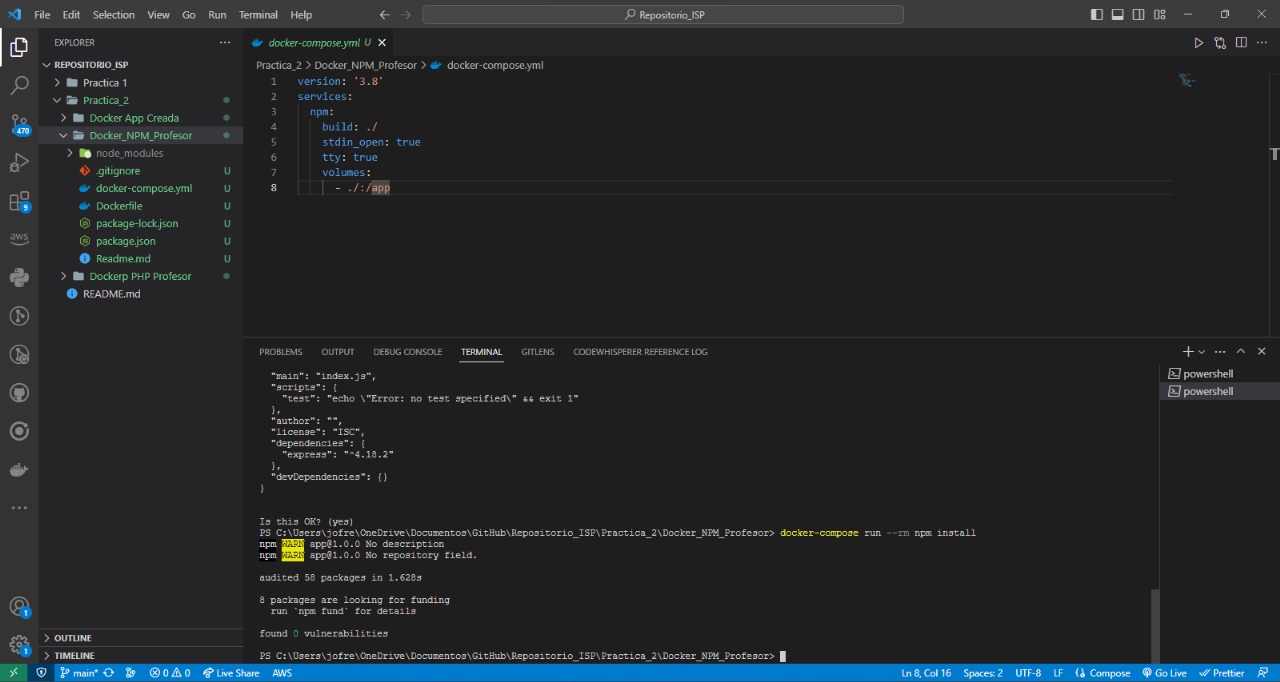 File Edit Selection View Go Run Terminal Help
Repositorio_ISP
EXPLORER
REPOSITORIO_ISP
Practica 1
Practica_2
Docker App Creada
Docker_NPM_Profesor
node_modules
.gitignore U
docker-compose.yml U
Dockerfile U
package-lock.json U
package.json U
Readme.md U
Dockerp PHP Profesor
README.md
OUTLINE
TIMELINE
470
9
aws
1
1
docker-compose.yml U
Practica_2 > Docker_NPM_Profesor > docker-compose.yml
1 version: '3.8'
2 services:
3 npm:
4 build: ./
5 stdin_open: true
6 tty: true
7 volumes:
8 - ./:/app
PROBLEMS OUTPUT DEBUG CONSOLE TERMINAL GITLENS CODEWHISPERER REFERENCE LOG
powershell
powershell
"main": "index.js",
"scripts": {
"test": "echo \"Error: no test specified\" && exit 1"
},
"author": "",
"license": "ISC",
"dependencies": {
"express": "^4.18.2"
},
"devDependencies": {}
}
Is this OK? (yes)
PS C:\Users\jofre\OneDrive\Documentos\GitHub\Repositorio_ISP\Practica_2\Docker_NPM_Profesor> docker-compose run --rm npm install
npm WARN app@1.0.0 No description
npm WARN app@1.0.0 No repository field.
audited 58 packages in 1.628s
8 packages are looking for funding
run `npm fund` for details
found 0 vulnerabilities
PS C:\Users\jofre\OneDrive\Documentos\GitHub\Repositorio_ISP\Practica_2\Docker_NPM_Profesor>
main* 0 0 Live Share AWS Ln 8, Col 16 Spaces: 2 UTF-8 LF Compose Go Live Prettier